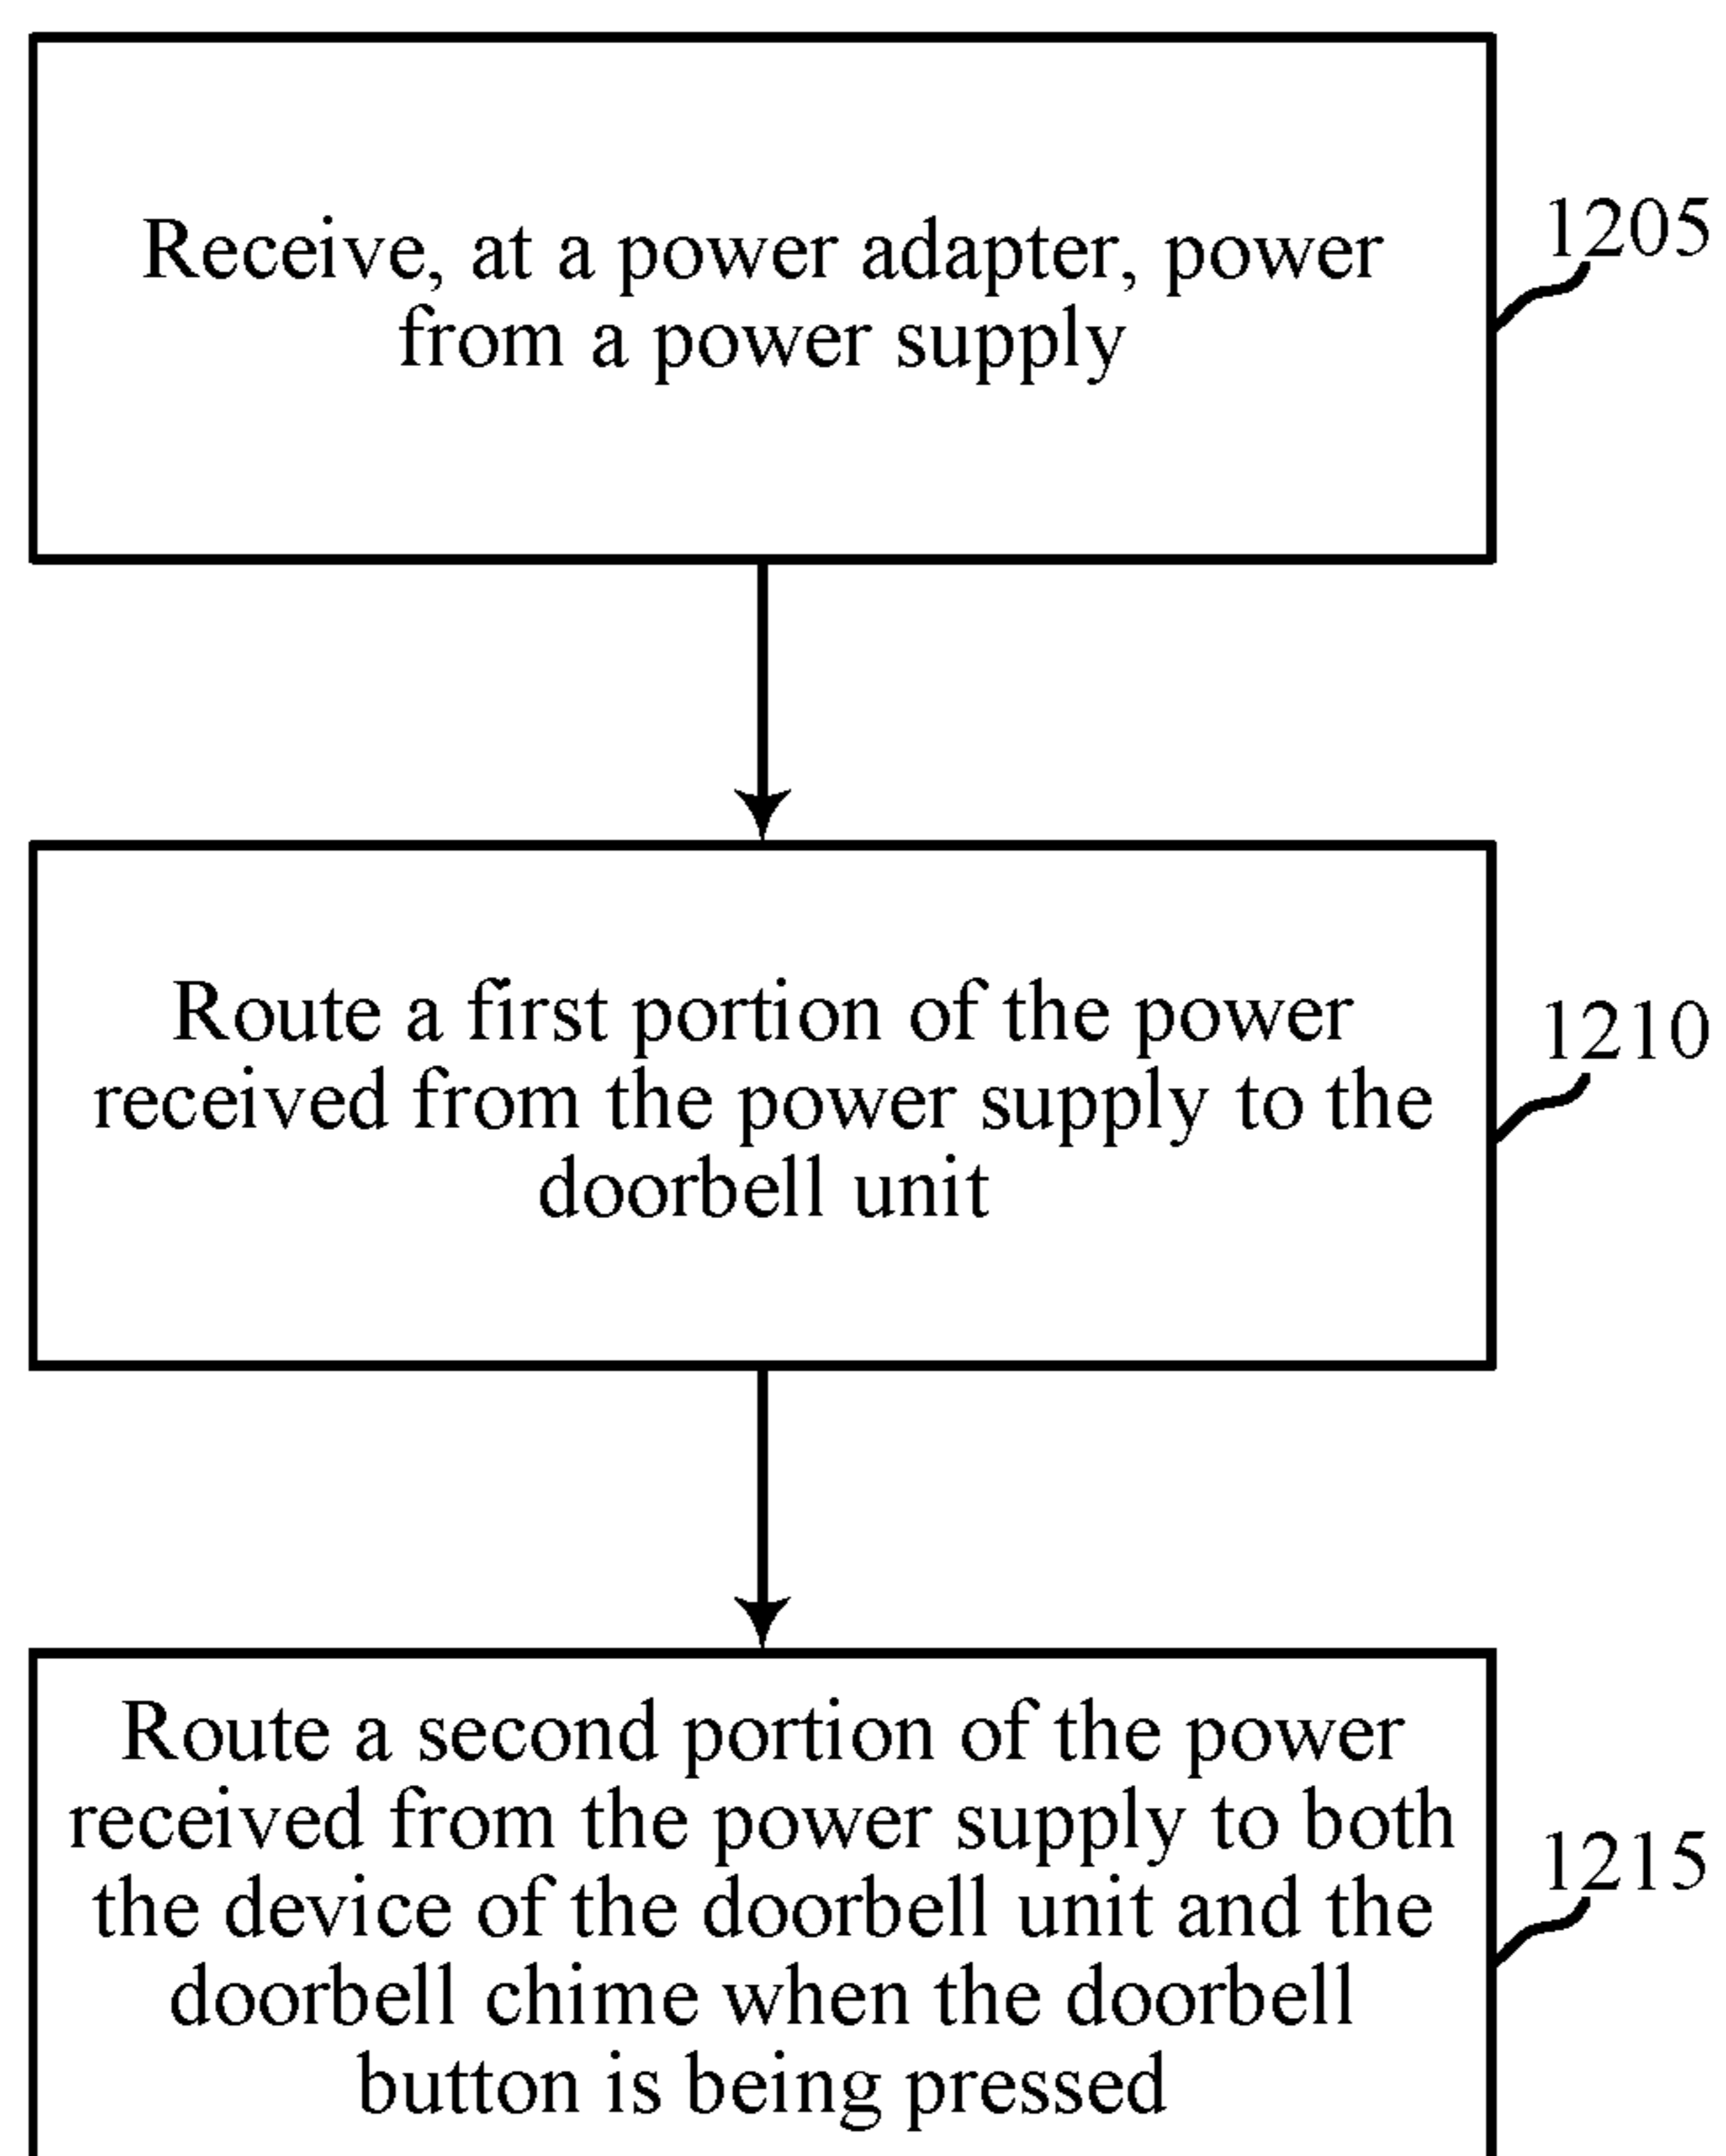 Receive, at a power adapter, power
from a power supply
1205
Route a first portion of the power
received from the power supply to the
doorbell unit
1210
Route a second portion of the power
received from the power supply to both
the device of the doorbell unit and the
doorbell chime when the doorbell
button is being pressed
1215